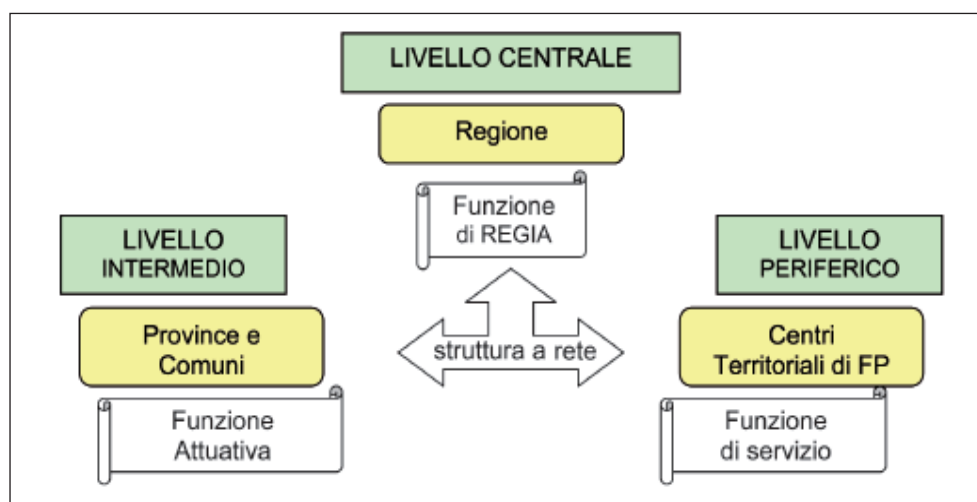 LIVELLO CENTRALE
Regione
Funzione
di REGIA
LIVELLO
INTERMEDIO
Province e
Comuni
Funzione
Attuativa
struttura a rete
LIVELLO
PERIFERICO
Centri
Territoriali di FP
Funzione
di servizio